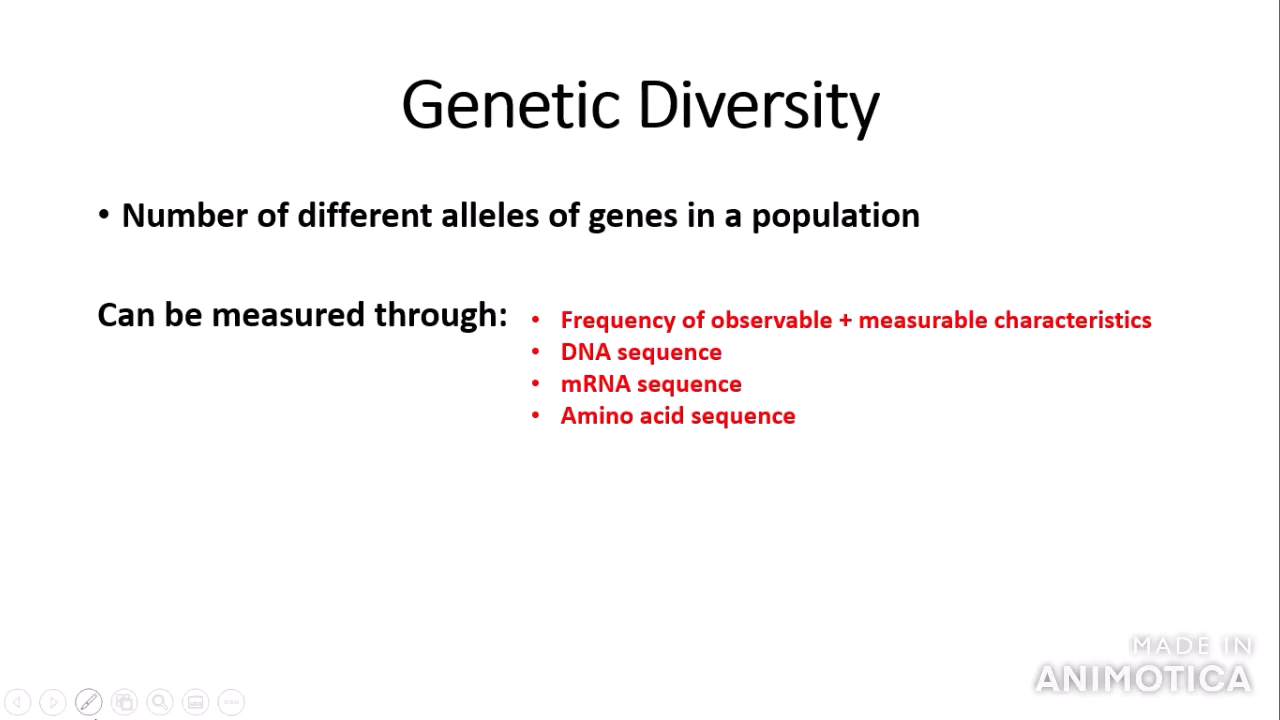 Genetic Diversity
• Number of different alleles of genes in a population
Can be measured through:
• Frequency of observable + measurable characteristics
• DNA sequence
• mRNA sequence
• Amino acid sequence
MADE IN
ANIMOTICA